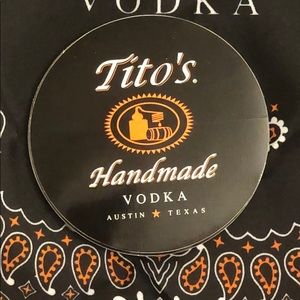 VODKA
Tito's.
Handmade
VODKA
AUSTIN ★ TEXAS